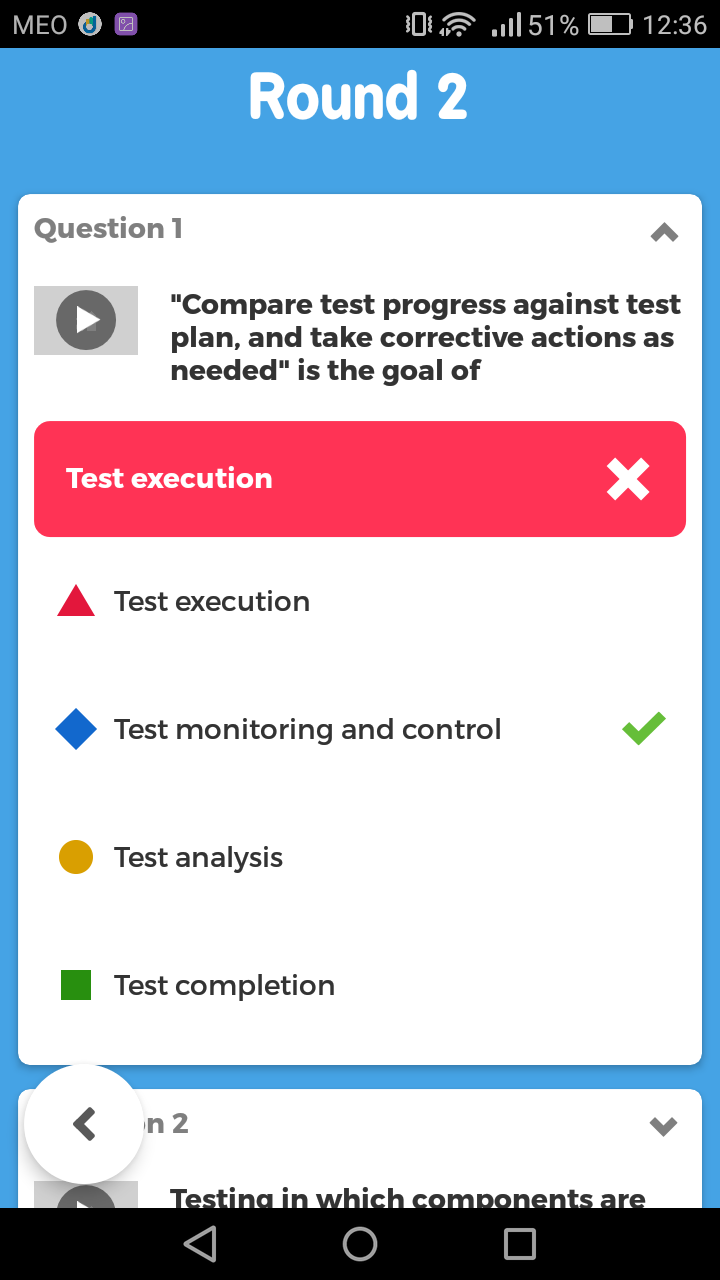 MEO 51% 12:36
Round 2
Question 1
"Compare test progress against test
plan, and take corrective actions as
needed" is the goal of
Test execution
Test execution
Test monitoring and control
Test analysis
Test completion
n 2
Testing in which components are